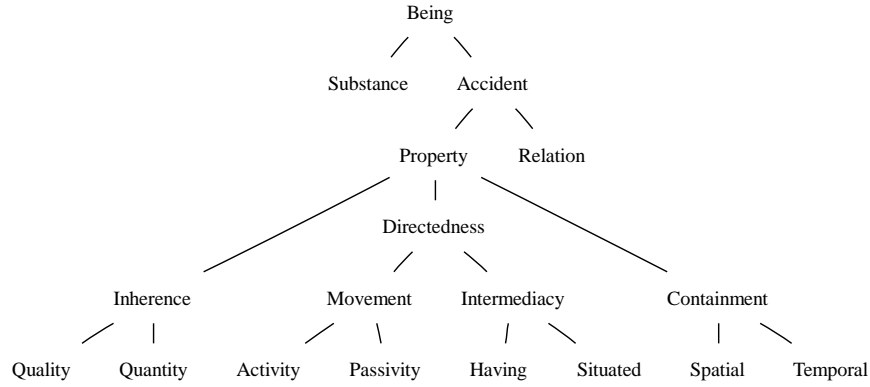 Being
Substance Accident
Property Relation
Directedness
Inherence Movement Intermediacy Containment
Quality Quantity Activity Passivity Having Situated Spatial Temporal